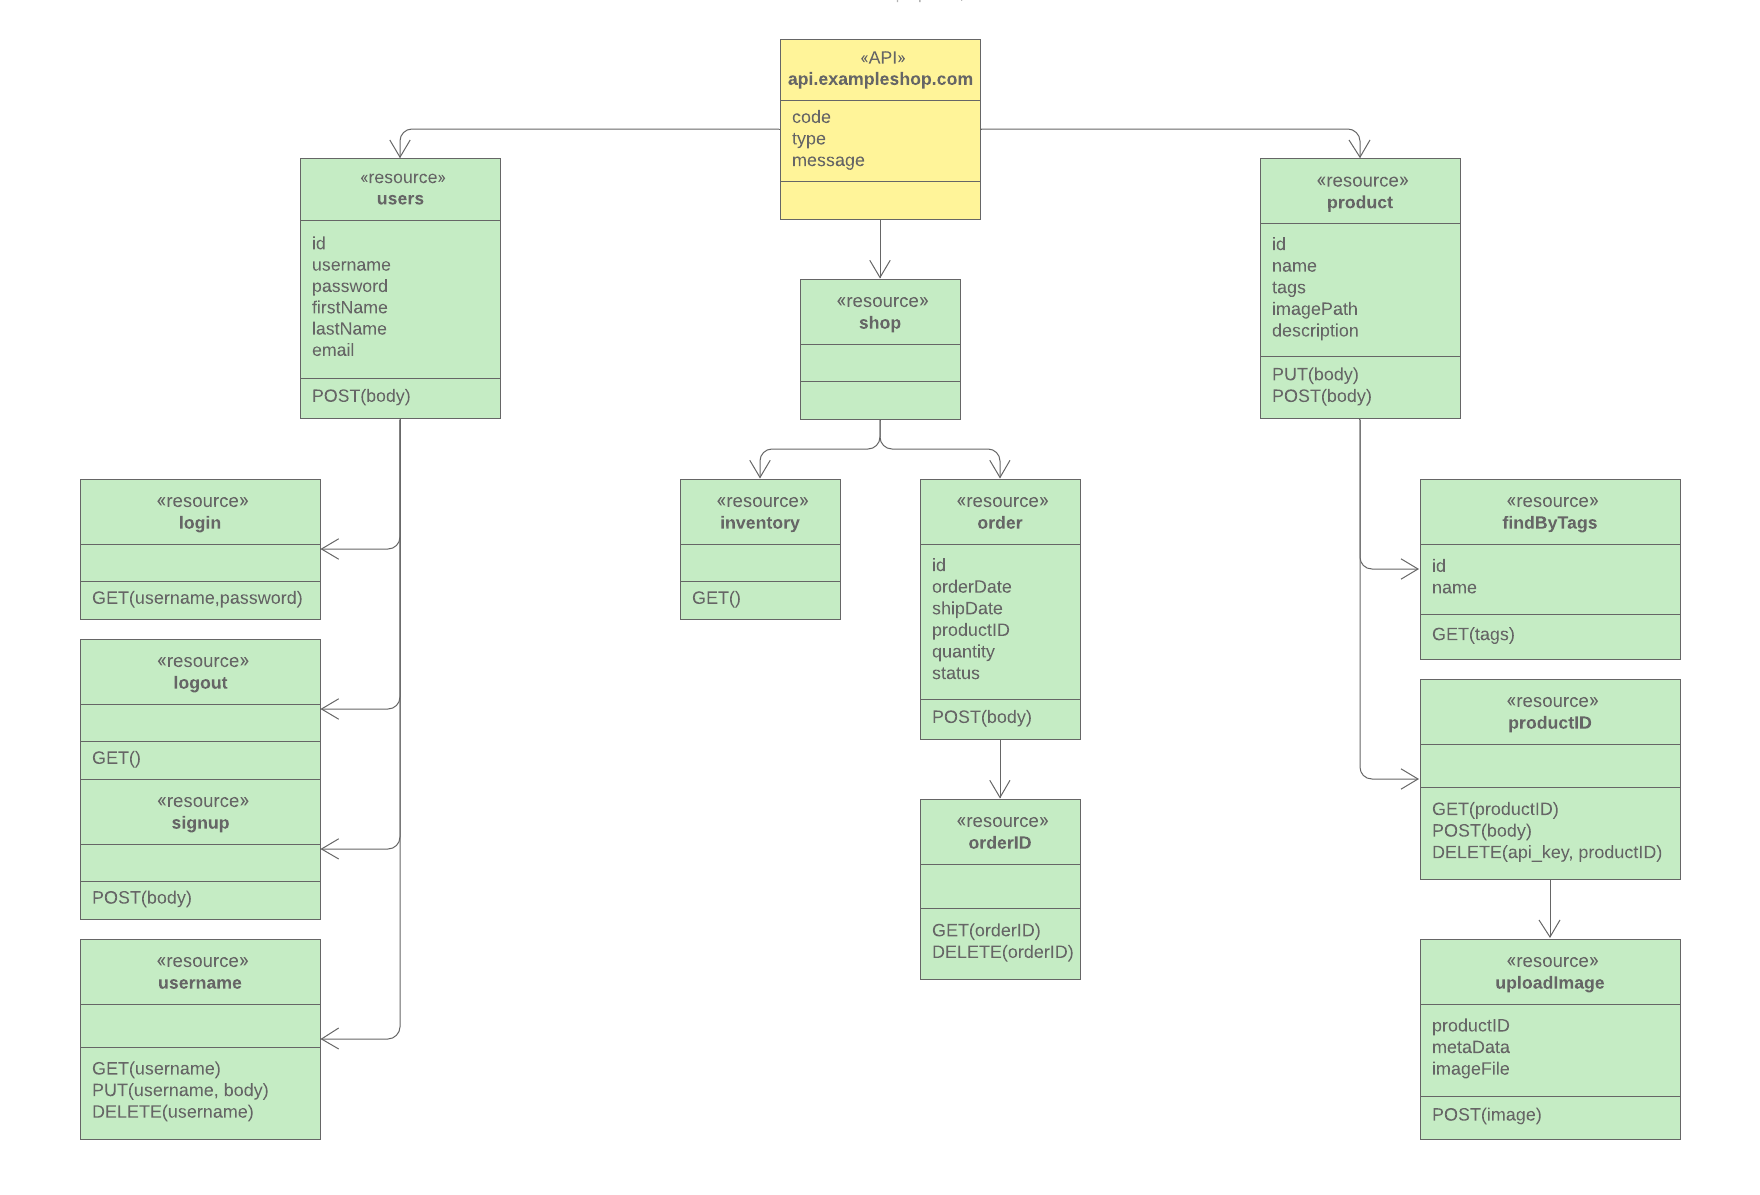 «API»
api.exampleshop.com
code
type
message
«resource»
users
id
username
password
firstName
lastName
email
POST(body)
«resource»
login
GET(username,password)
«resource»
logout
GET()
«resource»
signup
POST(body)
«resource»
username
GET(username)
PUT(username, body)
DELETE(username)
«resource»
shop
«resource»
inventory
GET()
«resource»
order
id
orderDate
shipDate
productID
quantity
status
POST(body)
«resource»
orderID
GET(orderID)
DELETE(orderID)
«resource»
product
id
name
tags
imagePath
description
PUT(body)
POST(body)
«resource»
findByTags
id
name
GET(tags)
«resource»
productID
GET(productID)
POST(body)
DELETE(api_key, productID)
«resource»
uploadImage
productID
metaData
imageFile
POST(image)